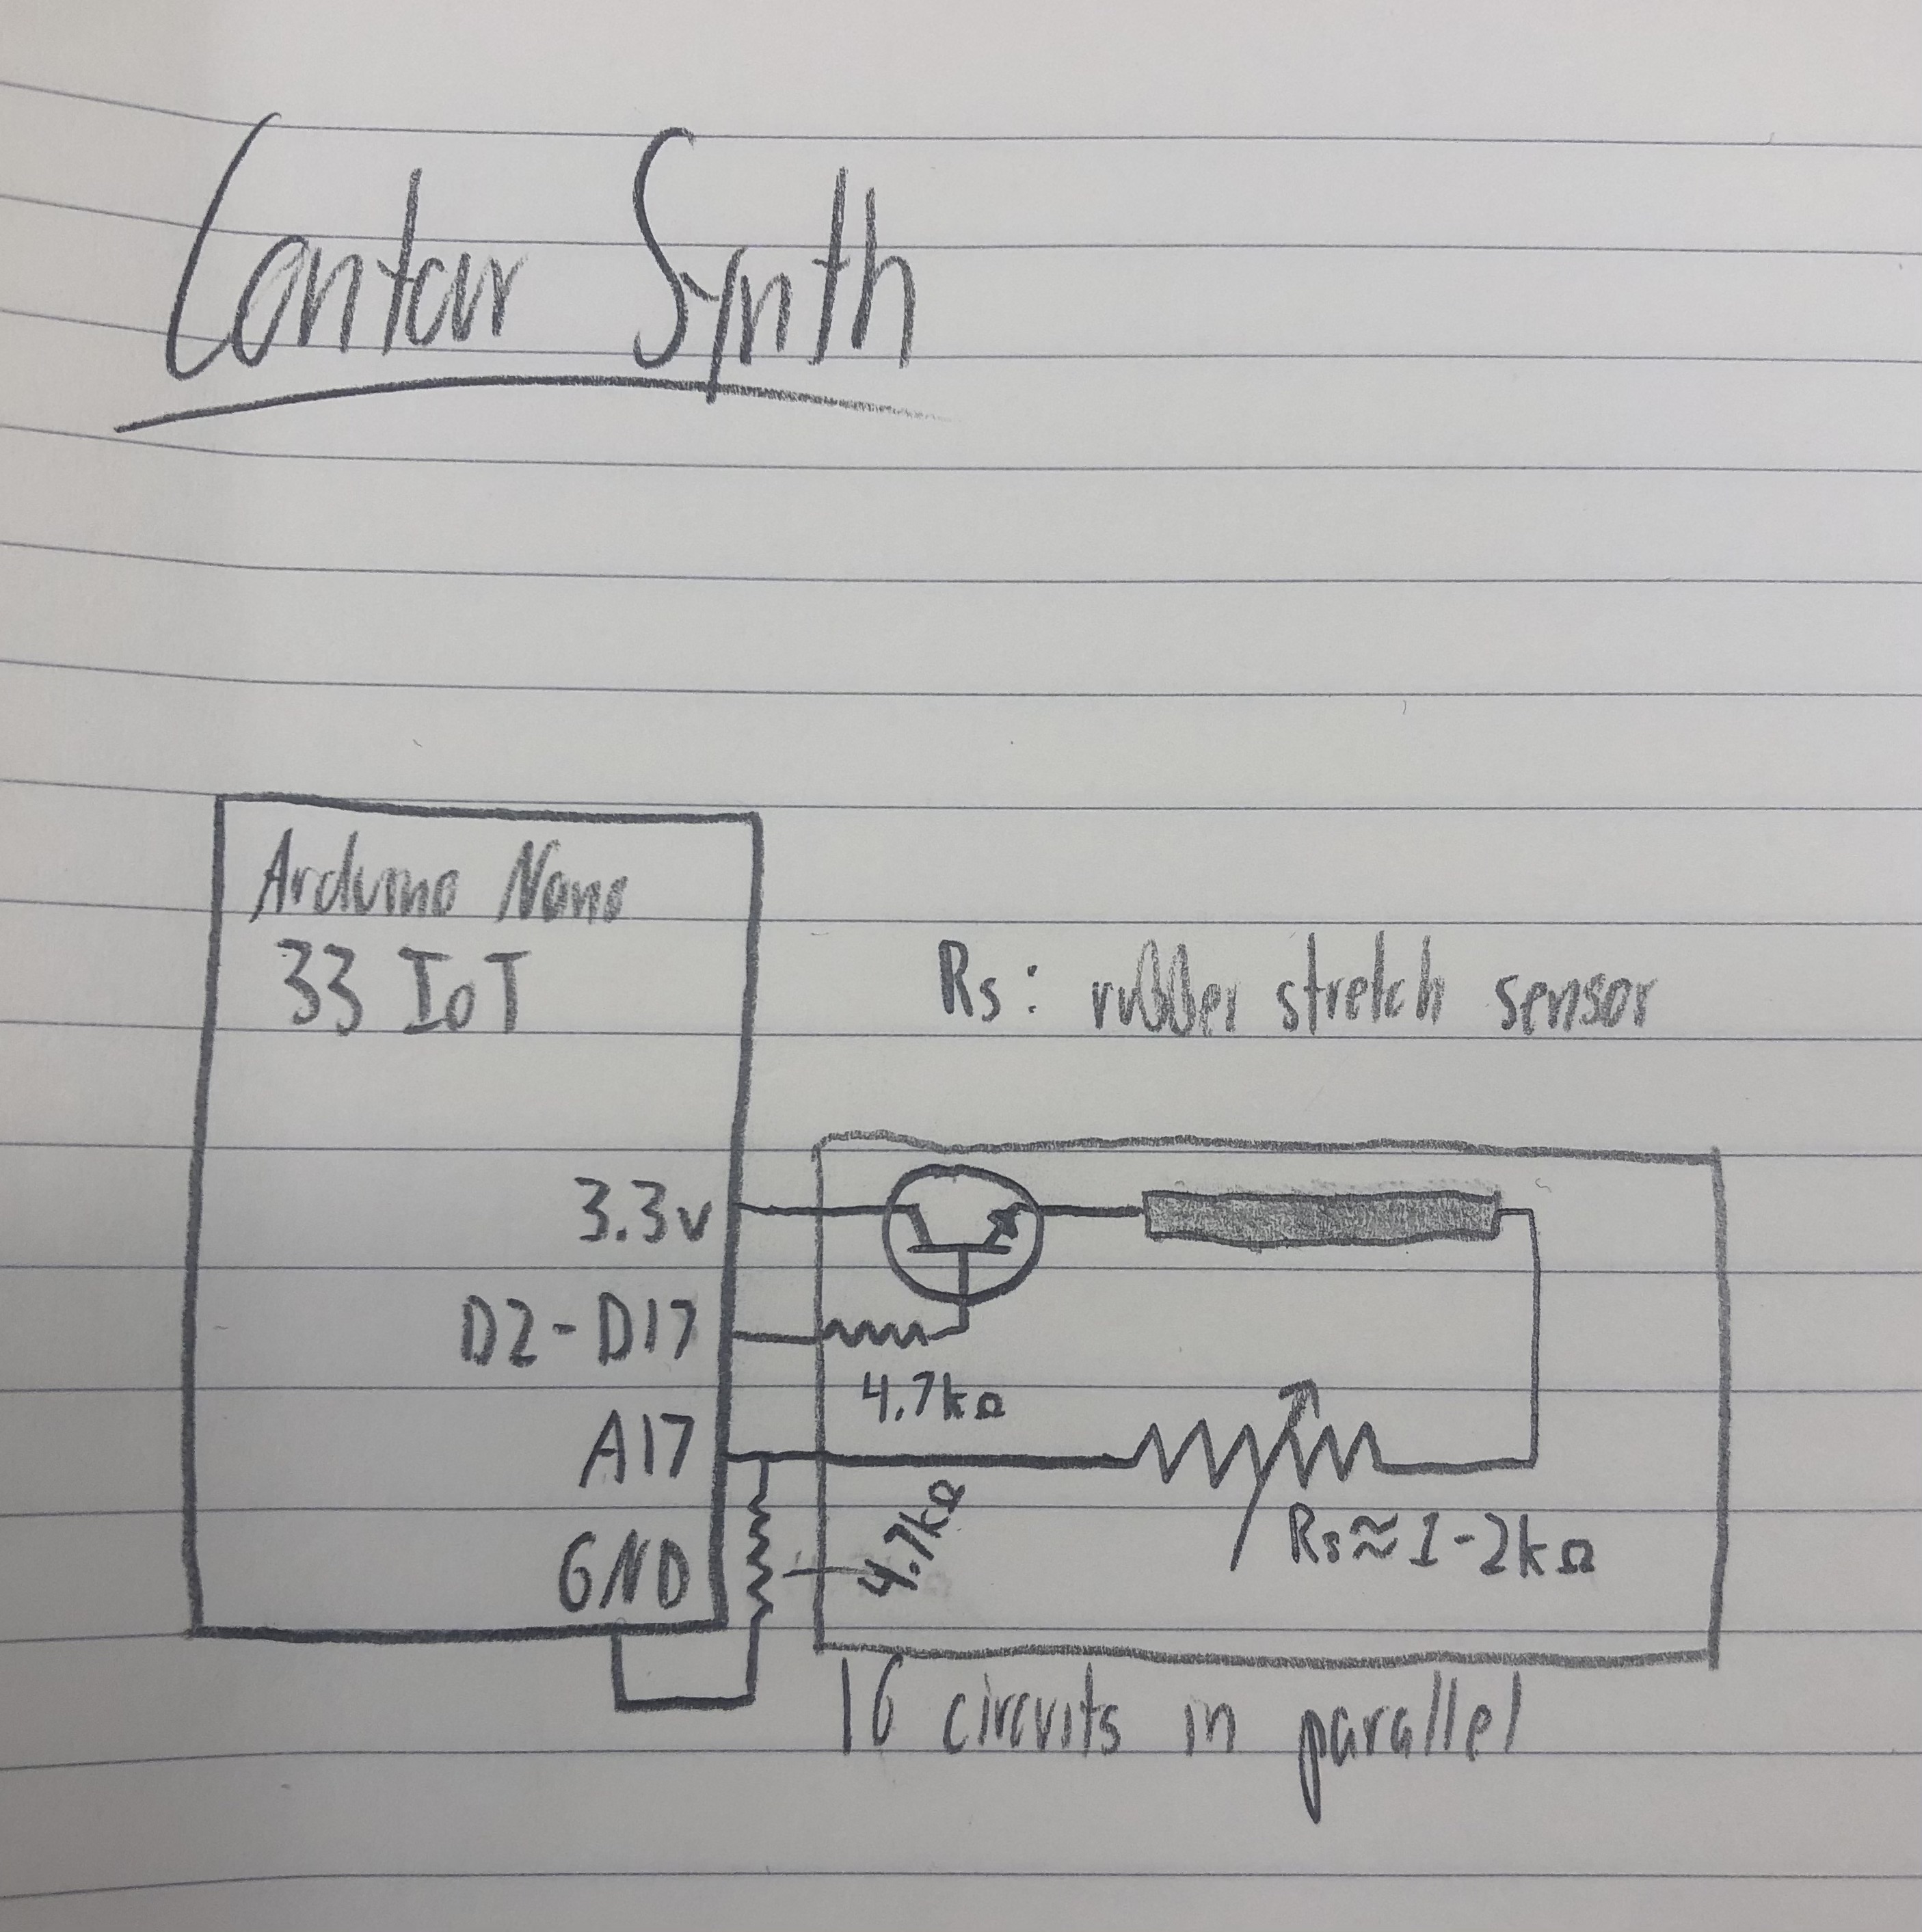 Contour Synth
Arduino Nano
33 IoT
Rs: rubber stretch sensor
3.3v
D2-D17
4.7kΩ
A17
4.7kΩ
Rs≈1-2kΩ
GND
16 circuits in parallel